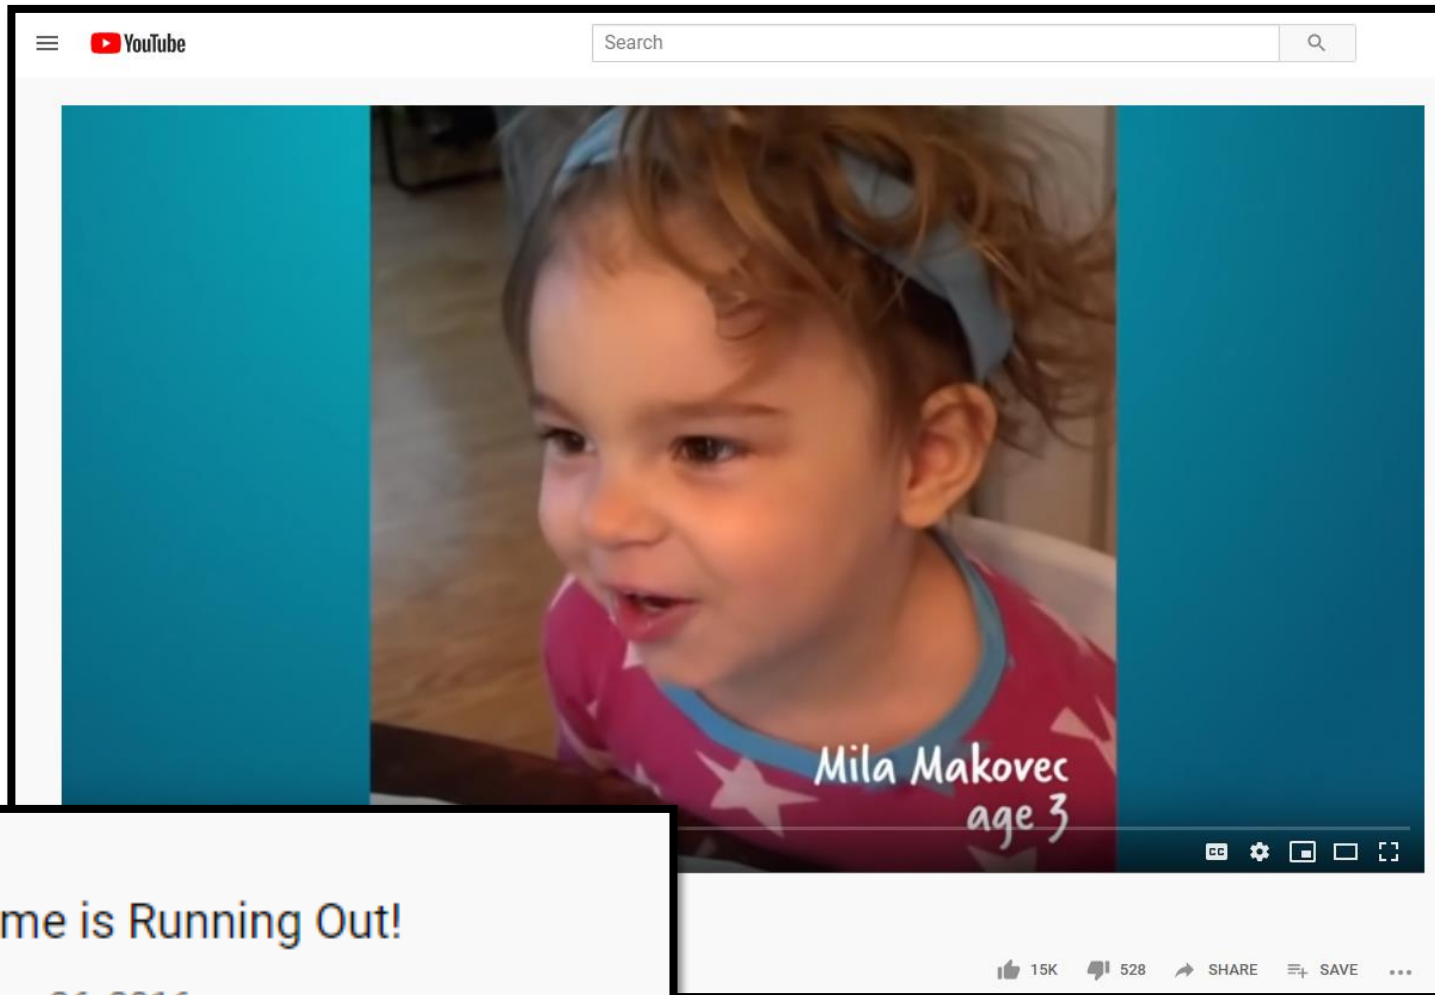 YouTube
Search
Mila Makovec
age 3
CC
me is Running Out!
15K 528 SHARE SAVE